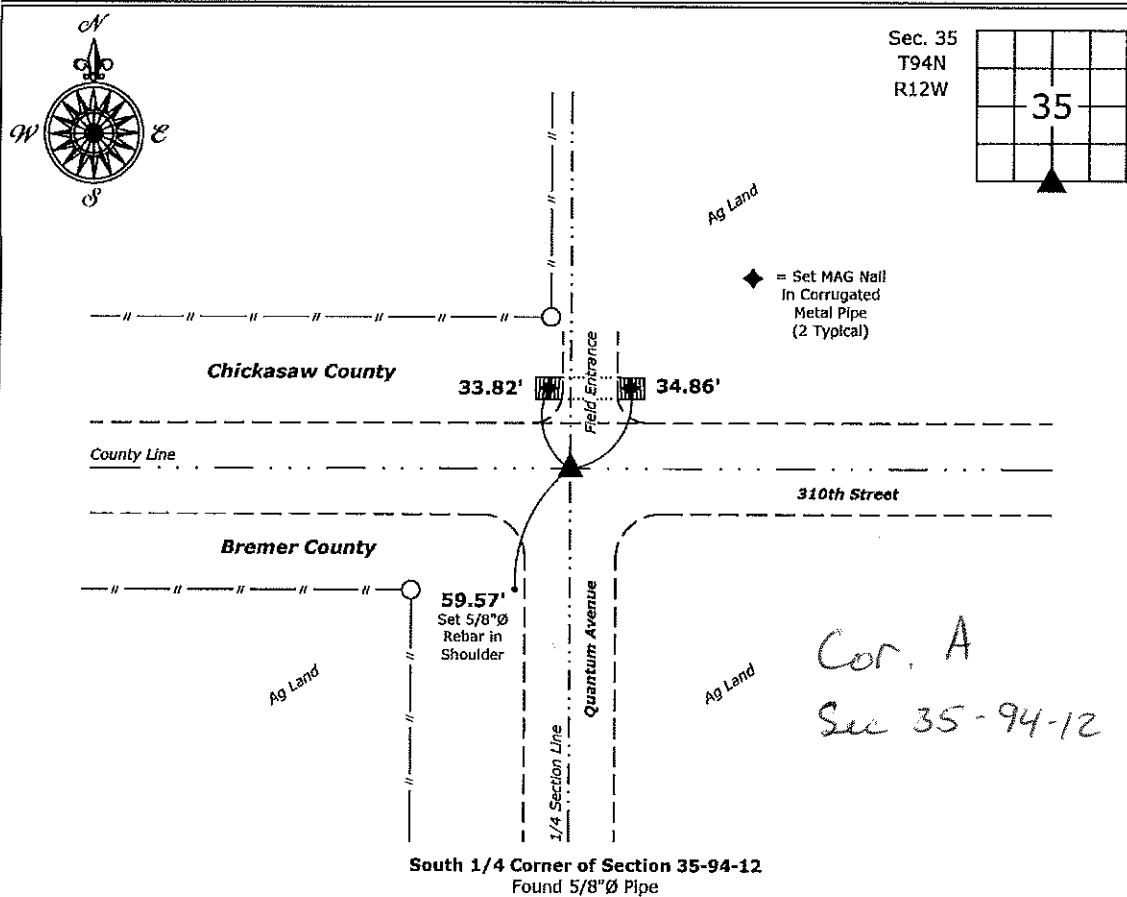 N
W
E
S
Sec. 35
T94N
R12W
35
Ag Land
= Set MAG Nail
in Corrugated
Metal Pipe
(2 Typical)
Chickasaw County
33.82'
Field Entrance
34.86'
County Line
310th Street
Bremer County
59.57'
Set 5/8"Ø
Rebar in
Shoulder
Quantum Avenue
1/4 Section Line
Ag Land
Ag Land
Cor. A
Sec 35-94-12
South 1/4 Corner of Section 35-94-12
Found 5/8"Ø Pipe